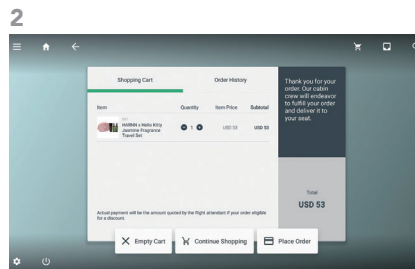 2
Shopping Cart
Order History
Thank you for your
order. Our cabin
crew will endeavor
to fulfill your order
and deliver it to
your seat.
Item
Quantity
Item Price
Subtotal
HARNN x Hello Kitty
Jasmine Fragrance
Travel Set
1
USD 53
USD 53
Total
USD 53
Actual payment will be the amount quoted by the flight attendant if your order eligible
for a discount.
Empty Cart
Continue Shopping
Place Order